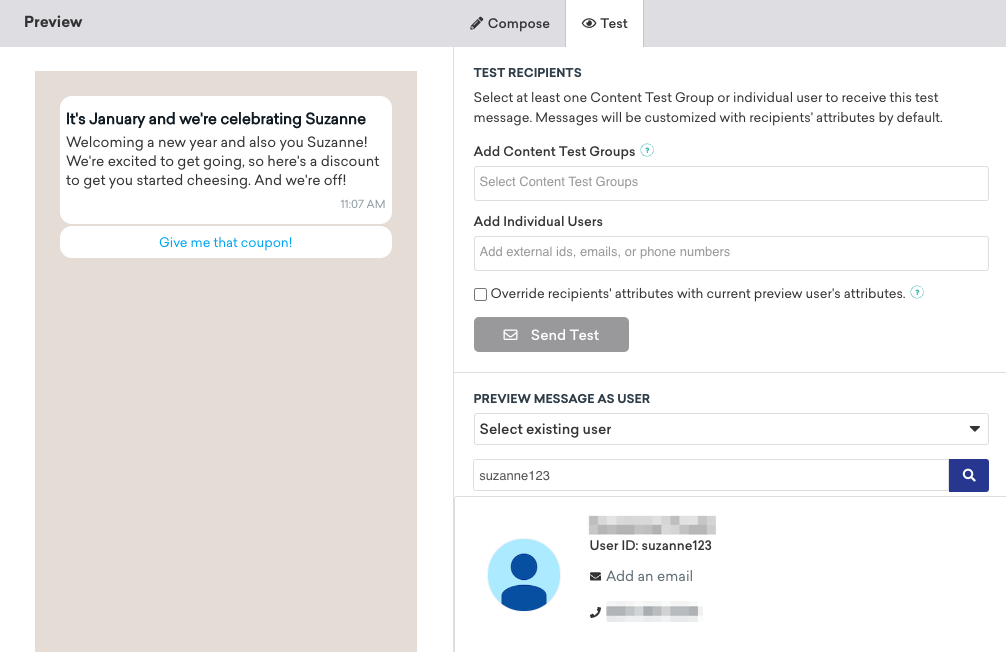 Preview
Compose
Test
It's January and we're celebrating Suzanne
Welcoming a new year and also you Suzanne!
We're excited to get going, so here's a discount
to get you started cheesing. And we're off!
11:07 AM
Give me that coupon!
TEST RECIPIENTS
Select at least one Content Test Group or individual user to receive this test
message. Messages will be customized with recipients' attributes by default.
Add Content Test Groups ?
Select Content Test Groups
Add Individual Users
Add external ids, emails, or phone numbers
Override recipients' attributes with current preview user's attributes. ?
Send Test
PREVIEW MESSAGE AS USER
Select existing user
suzanne123
User ID: suzanne123
Add an email